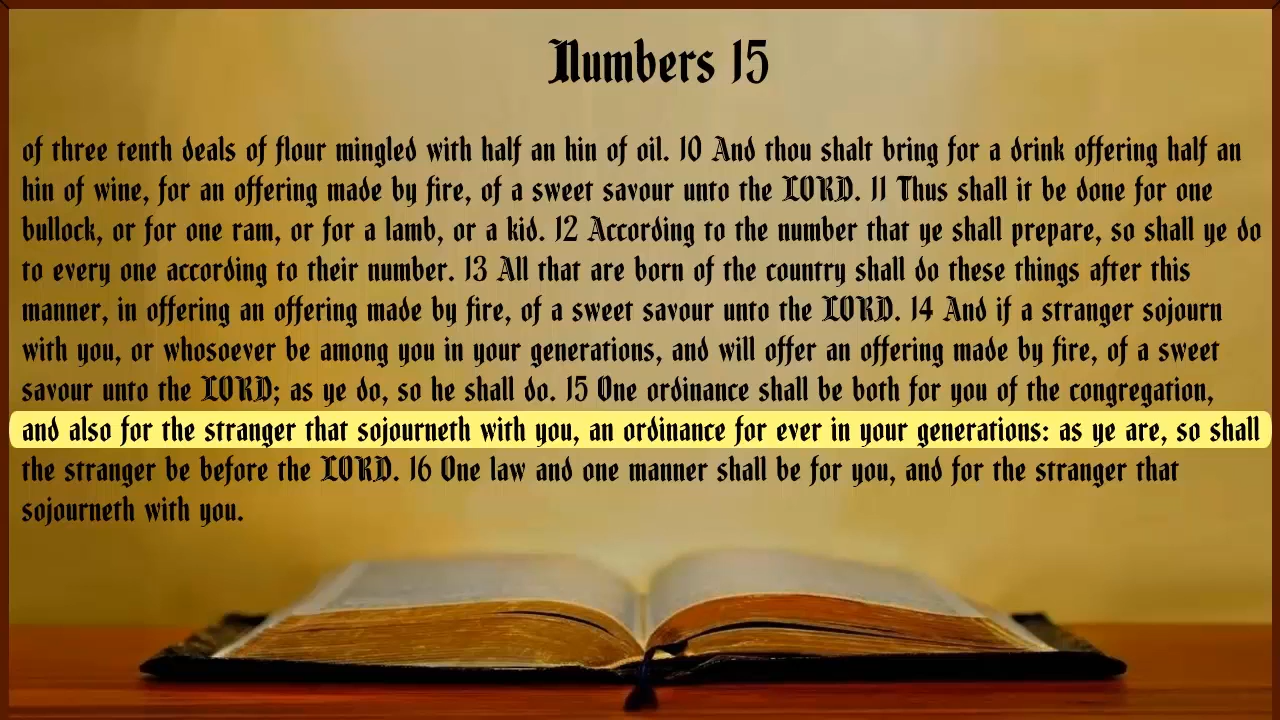 Numbers 15
of three tenth deals of flour mingled with half an hin of oil. 10 And thou shalt bring for a drink offering half an
hin of wine, for an offering made by fire, of a sweet savour unto the LORD. 11 Thus shall it be done for one
bullock, or for one ram, or for a lamb, or a kid. 12 According to the number that ye shall prepare, so shall ye do
to every one according to their number. 13 All that are born of the country shall do these things after this
manner, in offering an offering made by fire, of a sweet savour unto the LORD. 14 And if a stranger sojourn
with you, or whosoever be among you in your generations, and will offer an offering made by fire, of a sweet
savour unto the LORD; as ye do, so he shall do. 15 One ordinance shall be both for you of the congregation,
and also for the stranger that sojourneth with you, an ordinance for ever in your generations: as ye are, so shall
the stranger be before the LORD. 16 One law and one manner shall be for you, and for the stranger that
sojourneth with you.